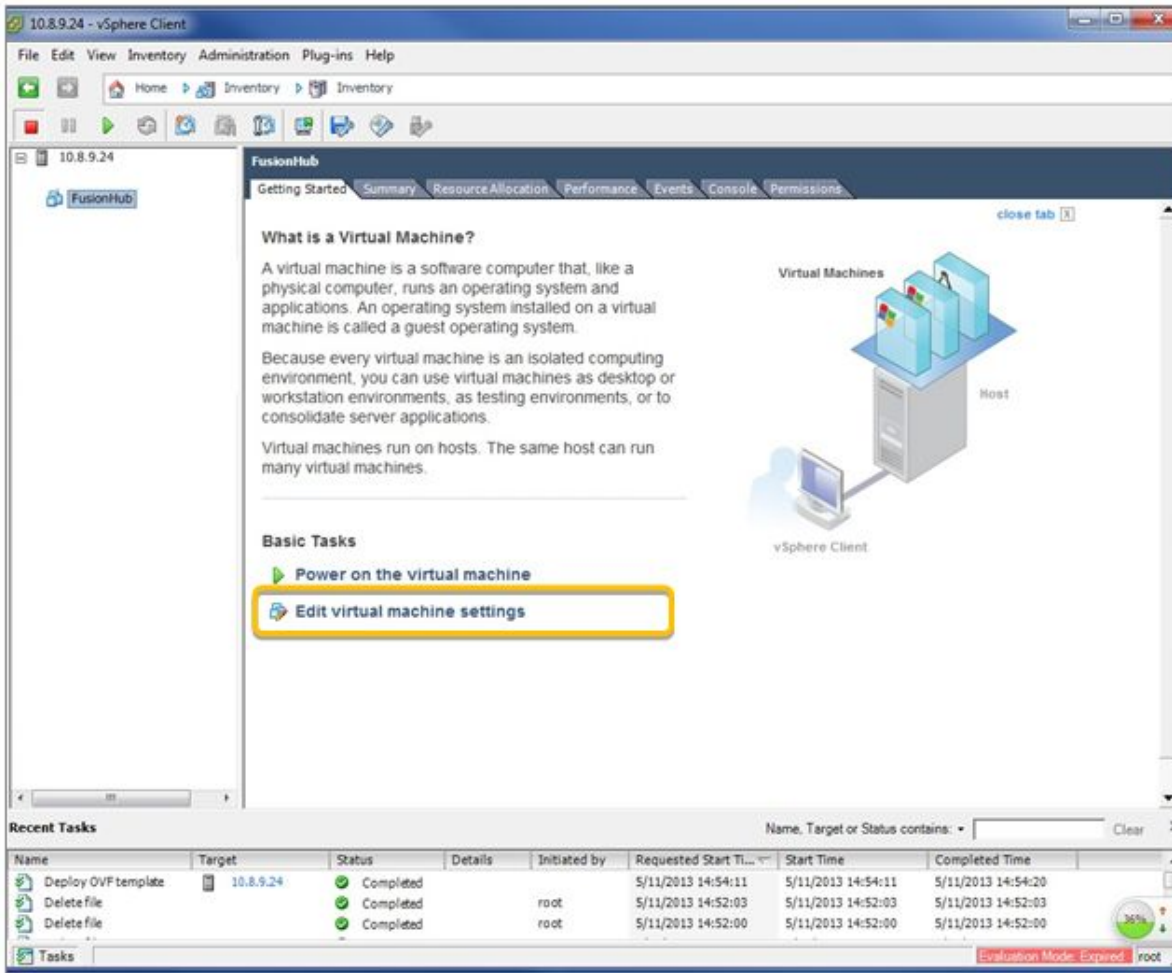 10.8.9.24 - vSphere Client
File Edit View Inventory Administration Plug-ins Help
Home Inventory Inventory
10.8.9.24
FusionHub
FusionHub
Getting Started Summary Resource Allocation Performance Events Console Permissions
close tab
What is a Virtual Machine?
A virtual machine is a software computer that, like a
physical computer, runs an operating system and
applications. An operating system installed on a virtual
machine is called a guest operating system.
Because every virtual machine is an isolated computing
environment, you can use virtual machines as desktop or
workstation environments, as testing environments, or to
consolidate server applications.
Virtual machines run on hosts. The same host can run
many virtual machines.
Virtual Machines
Host
vSphere Client
Basic Tasks
Power on the virtual machine
Edit virtual machine settings
Recent Tasks
Name, Target or Status contains: Clear
Name Target Status Details Initiated by Requested Start Ti... Start Time Completed Time
Deploy OVF template 10.8.9.24 Completed 5/11/2013 14:54:11 5/11/2013 14:54:11 5/11/2013 14:54:20
Delete file Completed root 5/11/2013 14:52:03 5/11/2013 14:52:03 5/11/2013 14:52:03
Delete file Completed root 5/11/2013 14:52:00 5/11/2013 14:52:00 5/11/2013 14:52:00
36%
Tasks Evaluation Mode: Expired root